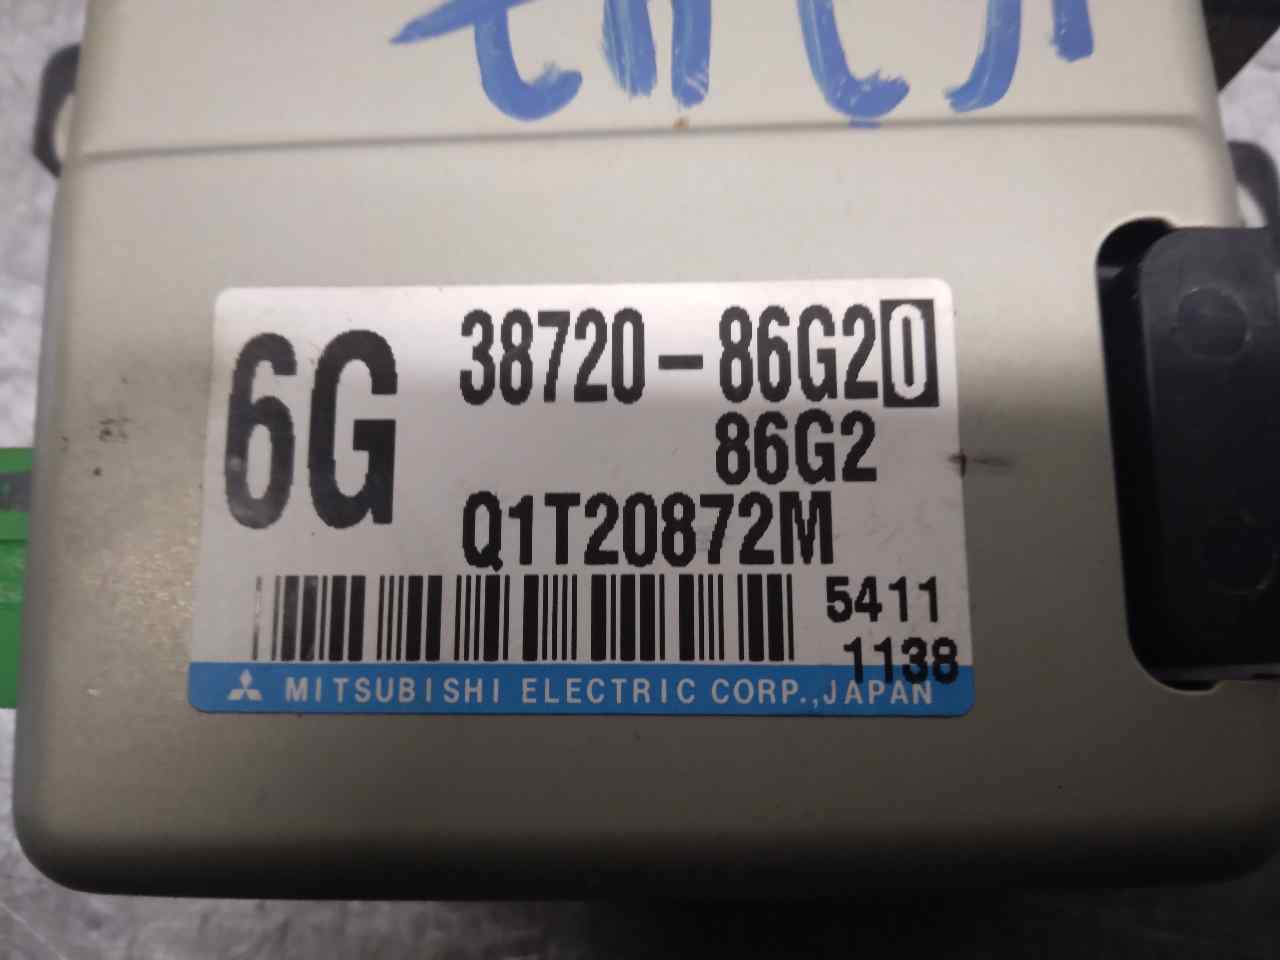 6G
38720-86G20
86G2
Q1T20872M
5411
1138
MITSUBISHI ELECTRIC CORP.,JAPAN